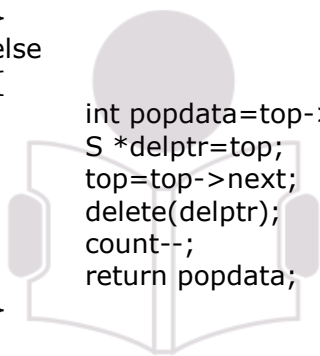 }
else
{
int popdata=top->
S *delptr=top;
top=top->next;
delete(delptr);
count--;
return popdata;
}